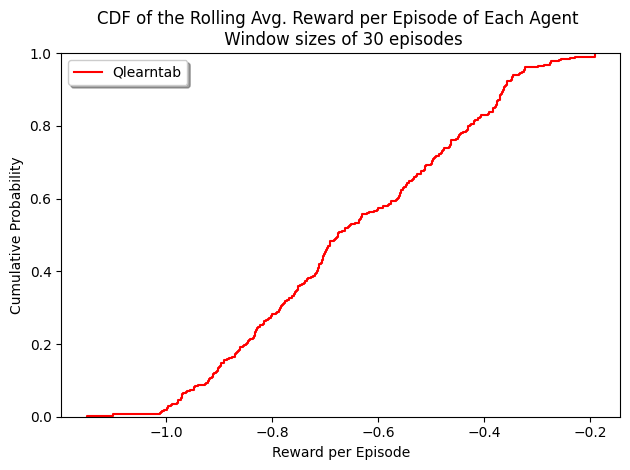 CDF of the Rolling Avg. Reward per Episode of Each Agent
Window sizes of 30 episodes
Qlearntab
Cumulative Probability
1.0
0.8
0.6
0.4
0.2
0.0
−1.0 −0.8 −0.6 −0.4 −0.2
Reward per Episode